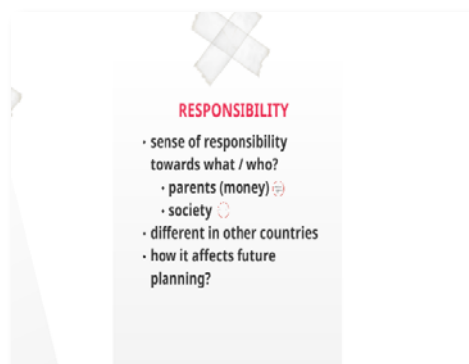 RESPONSIBILITY
· sense of responsibility
towards what / who?
· parents (money)
· society
· different in other countries
· how it affects future
planning?